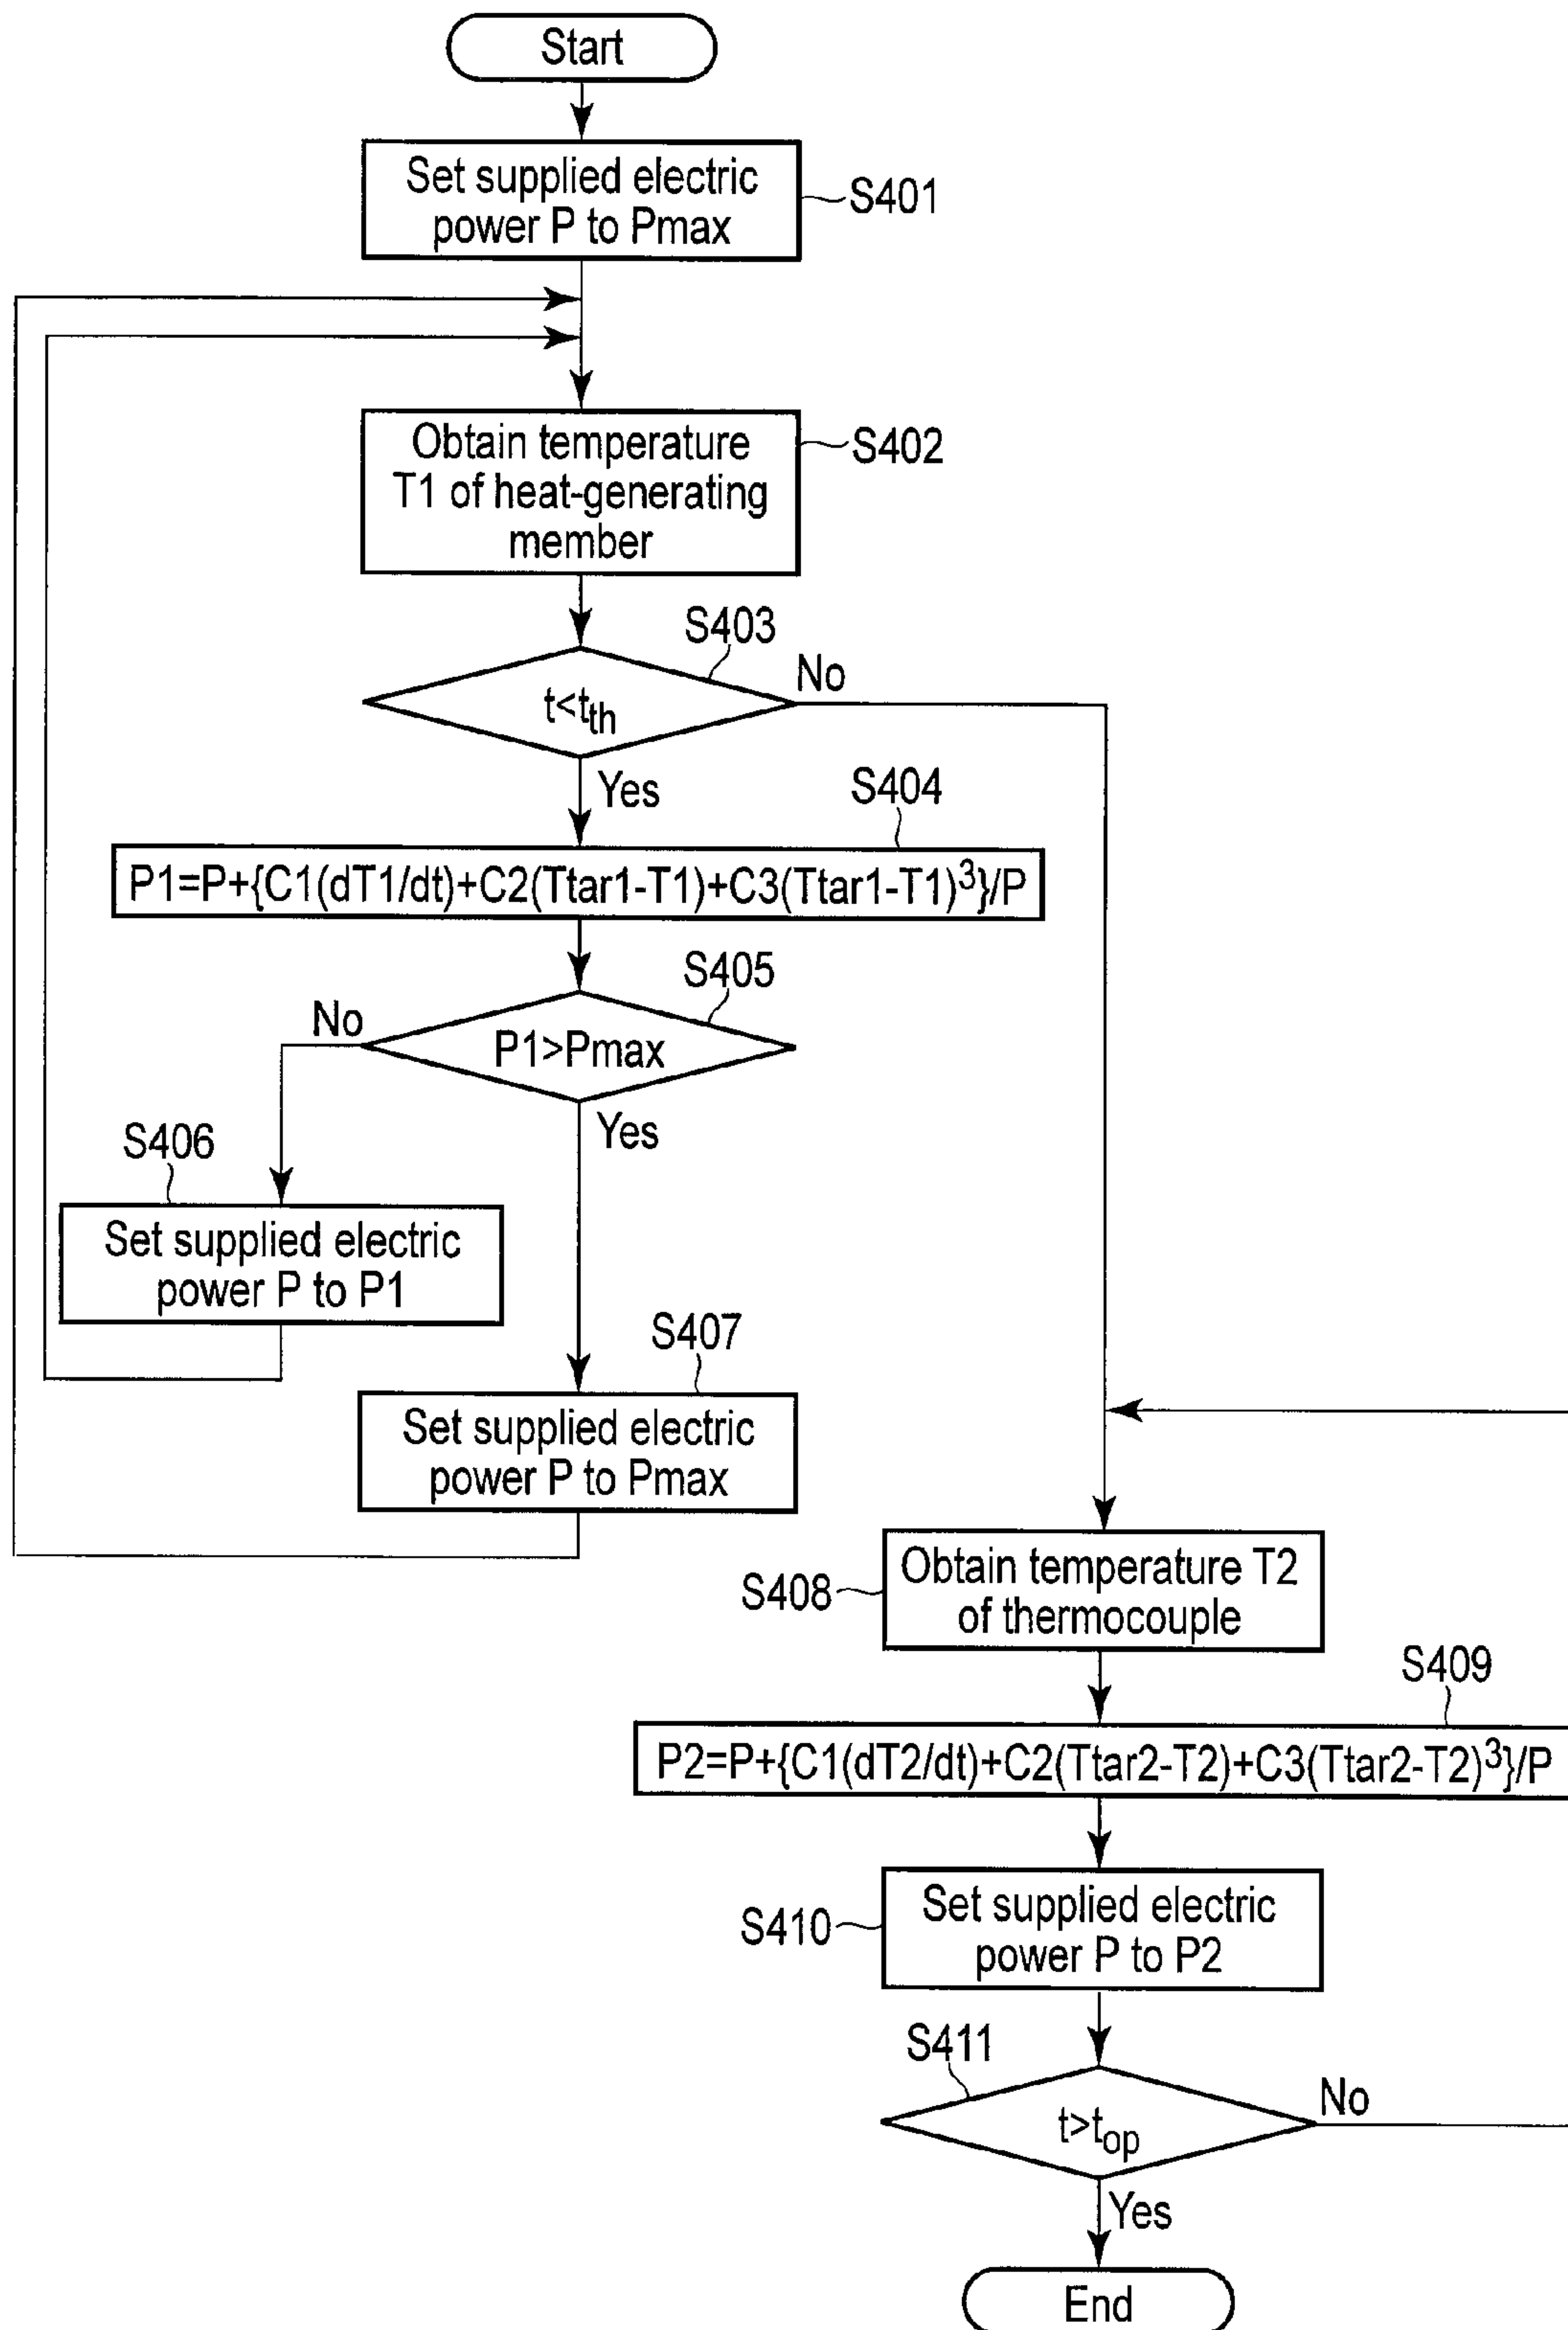 Start
Set supplied electric
power P to Pmax
S401
Obtain temperature
T1 of heat-generating
member
S402
S403
t<tth
No
Yes
S404
P1=P+{C1(dT1/dt)+C2(Ttar1-T1)+C3(Ttar1-T1)³}/P
S405
No
P1>Pmax
Yes
S406
Set supplied electric
power P to P1
S407
Set supplied electric
power P to Pmax
S408
Obtain temperature T2
of thermocouple
S409
P2=P+{C1(dT2/dt)+C2(Ttar2-T2)+C3(Ttar2-T2)³}/P
S410
Set supplied electric
power P to P2
S411
t>top
No
Yes
End